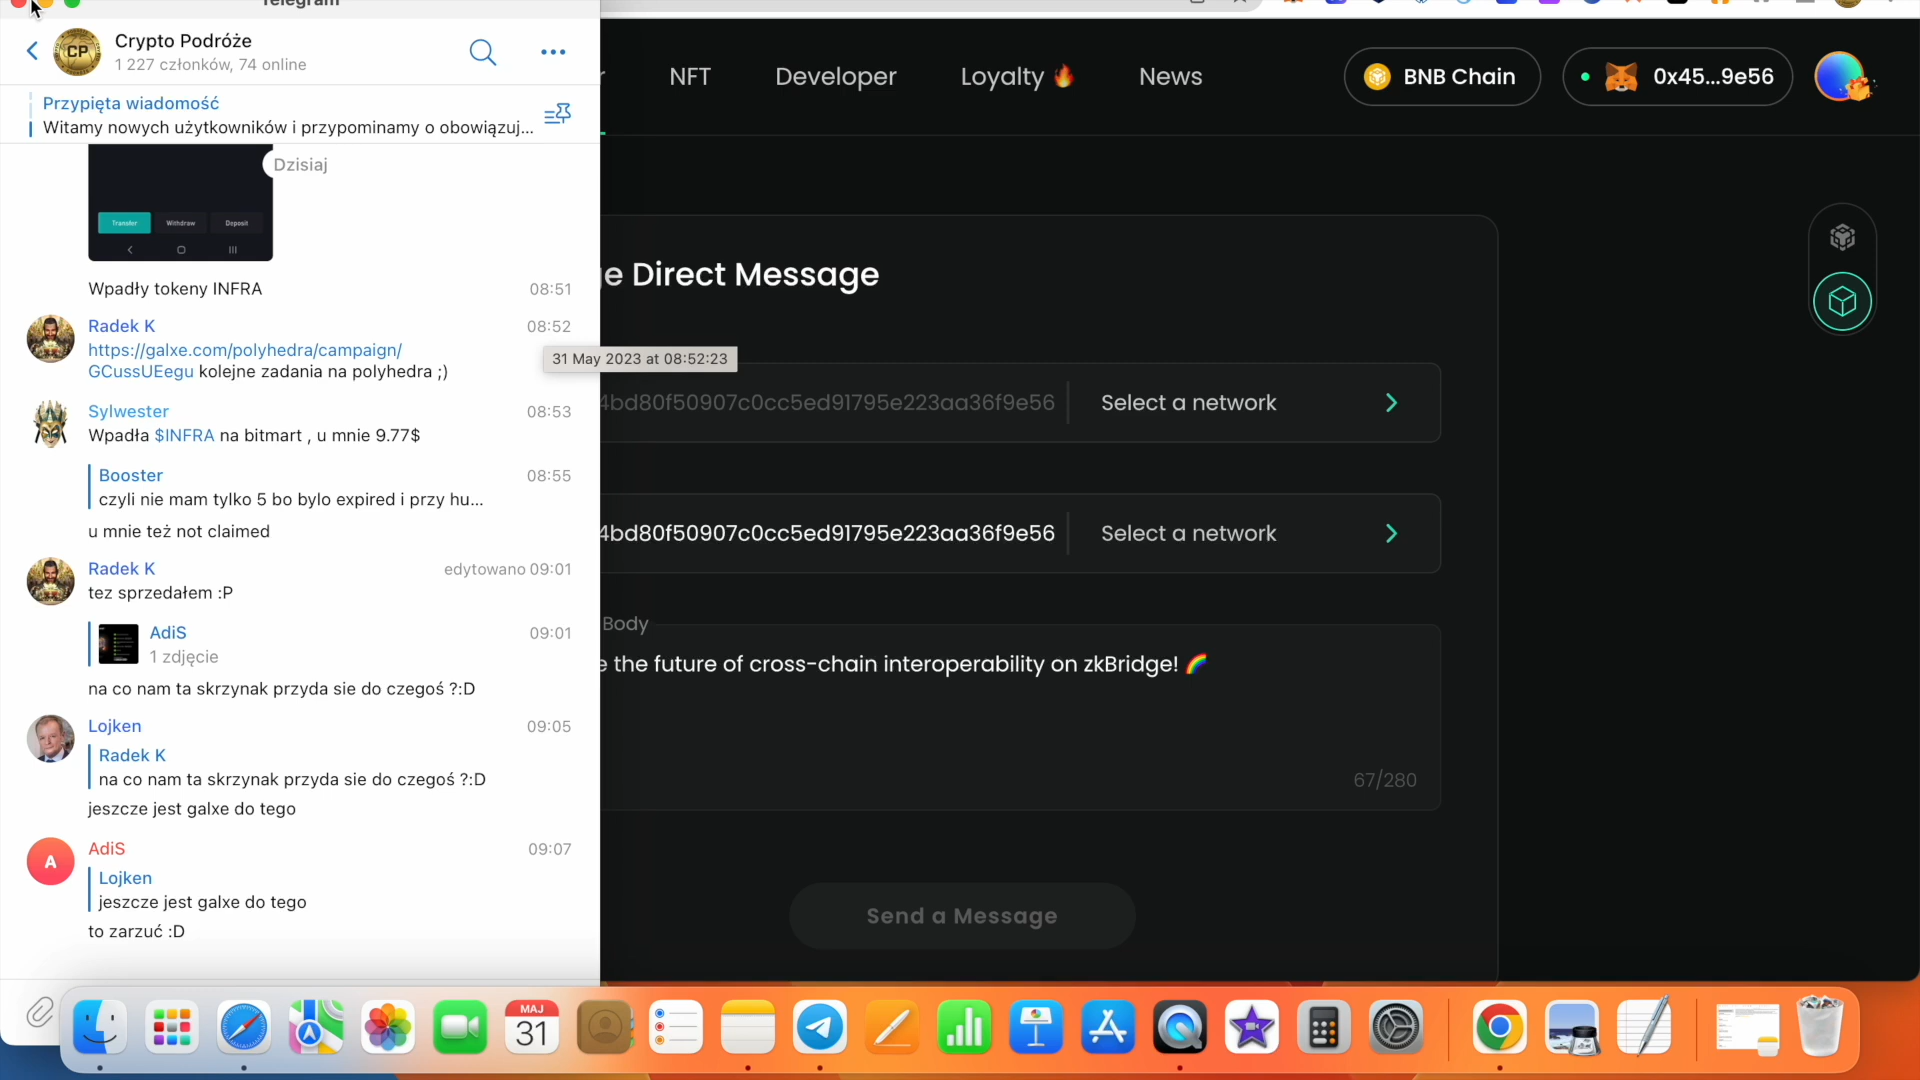 Telegram
Crypto Podróże
1 227 członków, 74 online
Przypięta wiadomość
Witamy nowych użytkowników i przypominamy o obowiązuj...
Dzisiaj
Transfer Withdraw Deposit
Wpadły tokeny INFRA 08:51
Radek K 08:52
https://galxe.com/polyhedra/campaign/
GCussUEegu kolejne zadania na polyhedra ;)
31 May 2023 at 08:52:23
Sylwester 08:53
Wpadła $INFRA na bitmart , u mnie 9.77$
Booster 08:55
czyli nie mam tylko 5 bo bylo expired i przy hu...
u mnie też not claimed
Radek K edytowano 09:01
tez sprzedałem :P
AdiS 09:01
1 zdjęcie
na co nam ta skrzynak przyda sie do czegoś ?:D
Lojken 09:05
Radek K
na co nam ta skrzynak przyda sie do czegoś ?:D
jeszcze jest galxe do tego
A
AdiS 09:07
Lojken
jeszcze jest galxe do tego
to zarzuć :D
r NFT Developer Loyalty 🔥 News BNB Chain 0x45...9e56
CP
ge Direct Message
4bd80f50907c0cc5ed91795e223aa36f9e56 Select a network
4bd80f50907c0cc5ed91795e223aa36f9e56 Select a network
Body
e the future of cross-chain interoperability on zkBridge! 🌈
67/280
Send a Message
MAJ
31